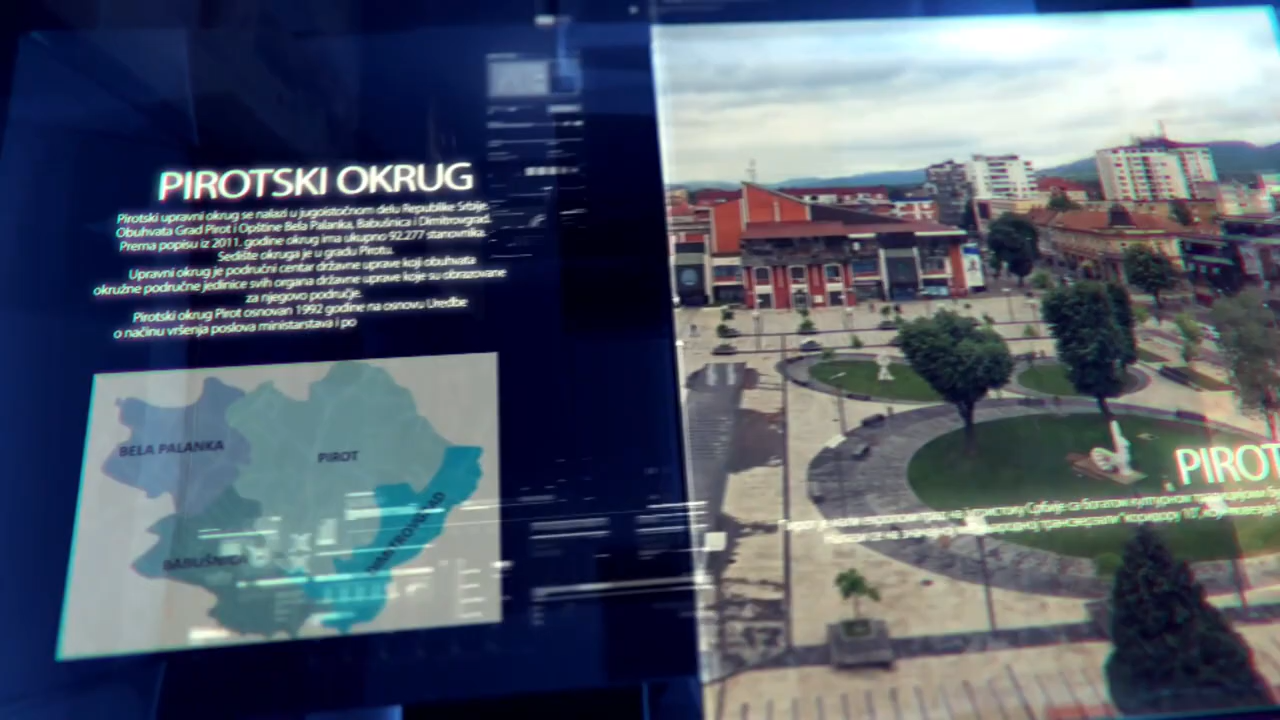 PIROTSKI OKRUG
Pirotski upravni okrug se nalazi u jugoistočnom delu Republike Srbije.
Obuhvata Grad Pirot i Opštine Bela Palanka, Babušnica i Dimitrovgrad.
Prema popisu iz 2011. godine okrug ima ukupno 92.277 stanovnika.
Sedište okruga je u gradu Pirotu.
Upravni okrug je područni centar državne uprave koji obuhvata
okružne područne jedinice svih organa državne uprave koje su obrazovane
za njegovo područje.
Pirotski okrug Pirot osnovan 1992 godine na osnovu Uredbe
o načinu vršenja poslova ministarstava i po
BELA PALANKA
PIROT
DIMITROVGRAD
BABUŠNICA
PIROT
Србије са богатом културном